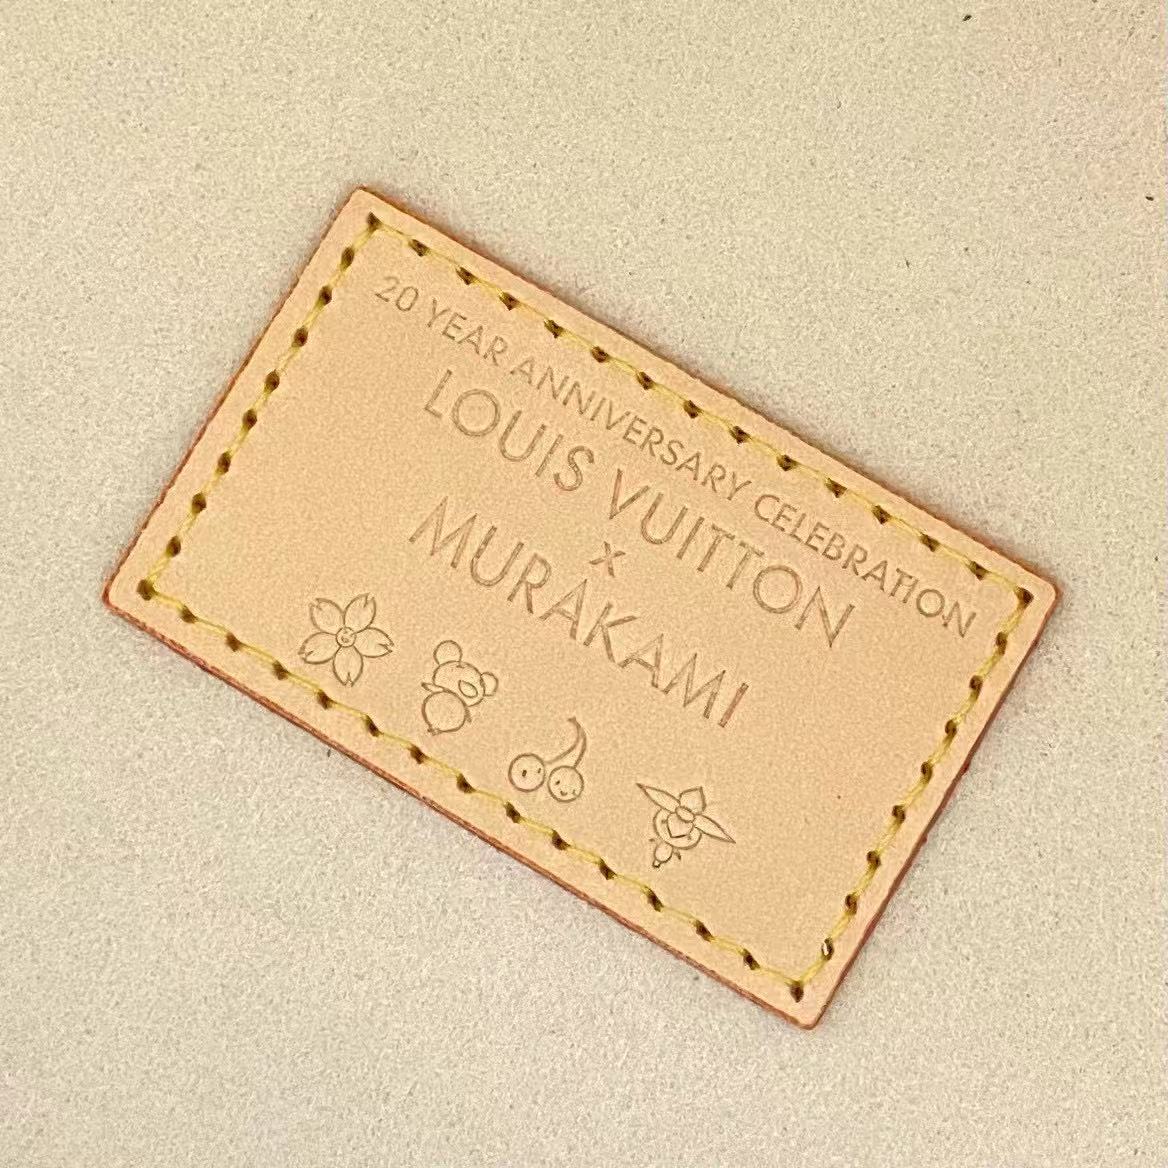 20 YEAR ANNIVERSARY CELEBRATION
LOUIS VUITTON
x
MURAKAMI